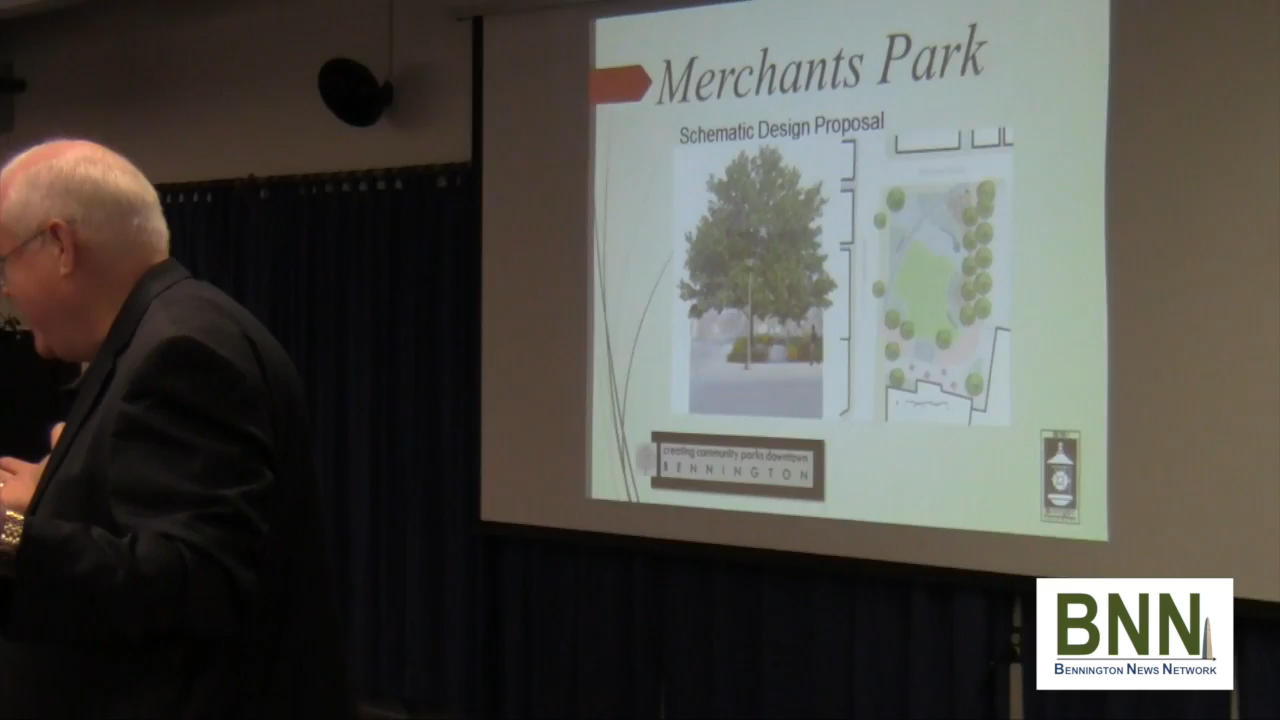 Merchants Park
Schematic Design Proposal
creating community parks downtown
BENNINGTON
BNN
BENNINGTON NEWS NETWORK